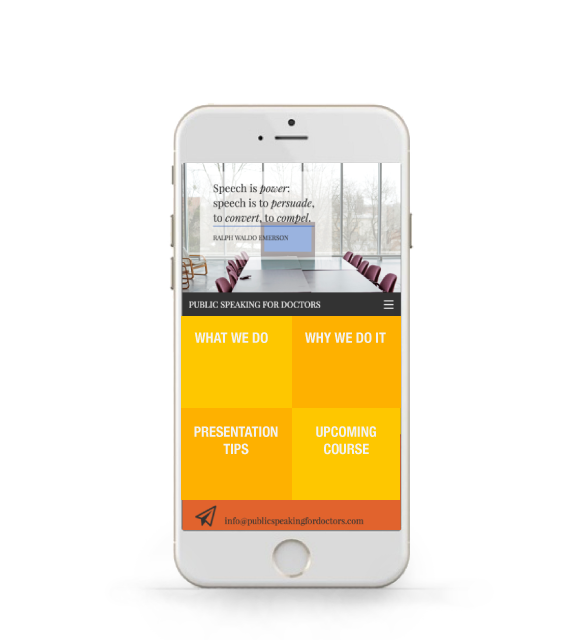 Speech is power:
speech is to persuade,
to convert, to compel.
RALPH WALDO EMERSON
PUBLIC SPEAKING FOR DOCTORS
WHAT WE DO
WHY WE DO IT
PRESENTATION
TIPS
UPCOMING
COURSE
info@publicspeakingfordoctors.com